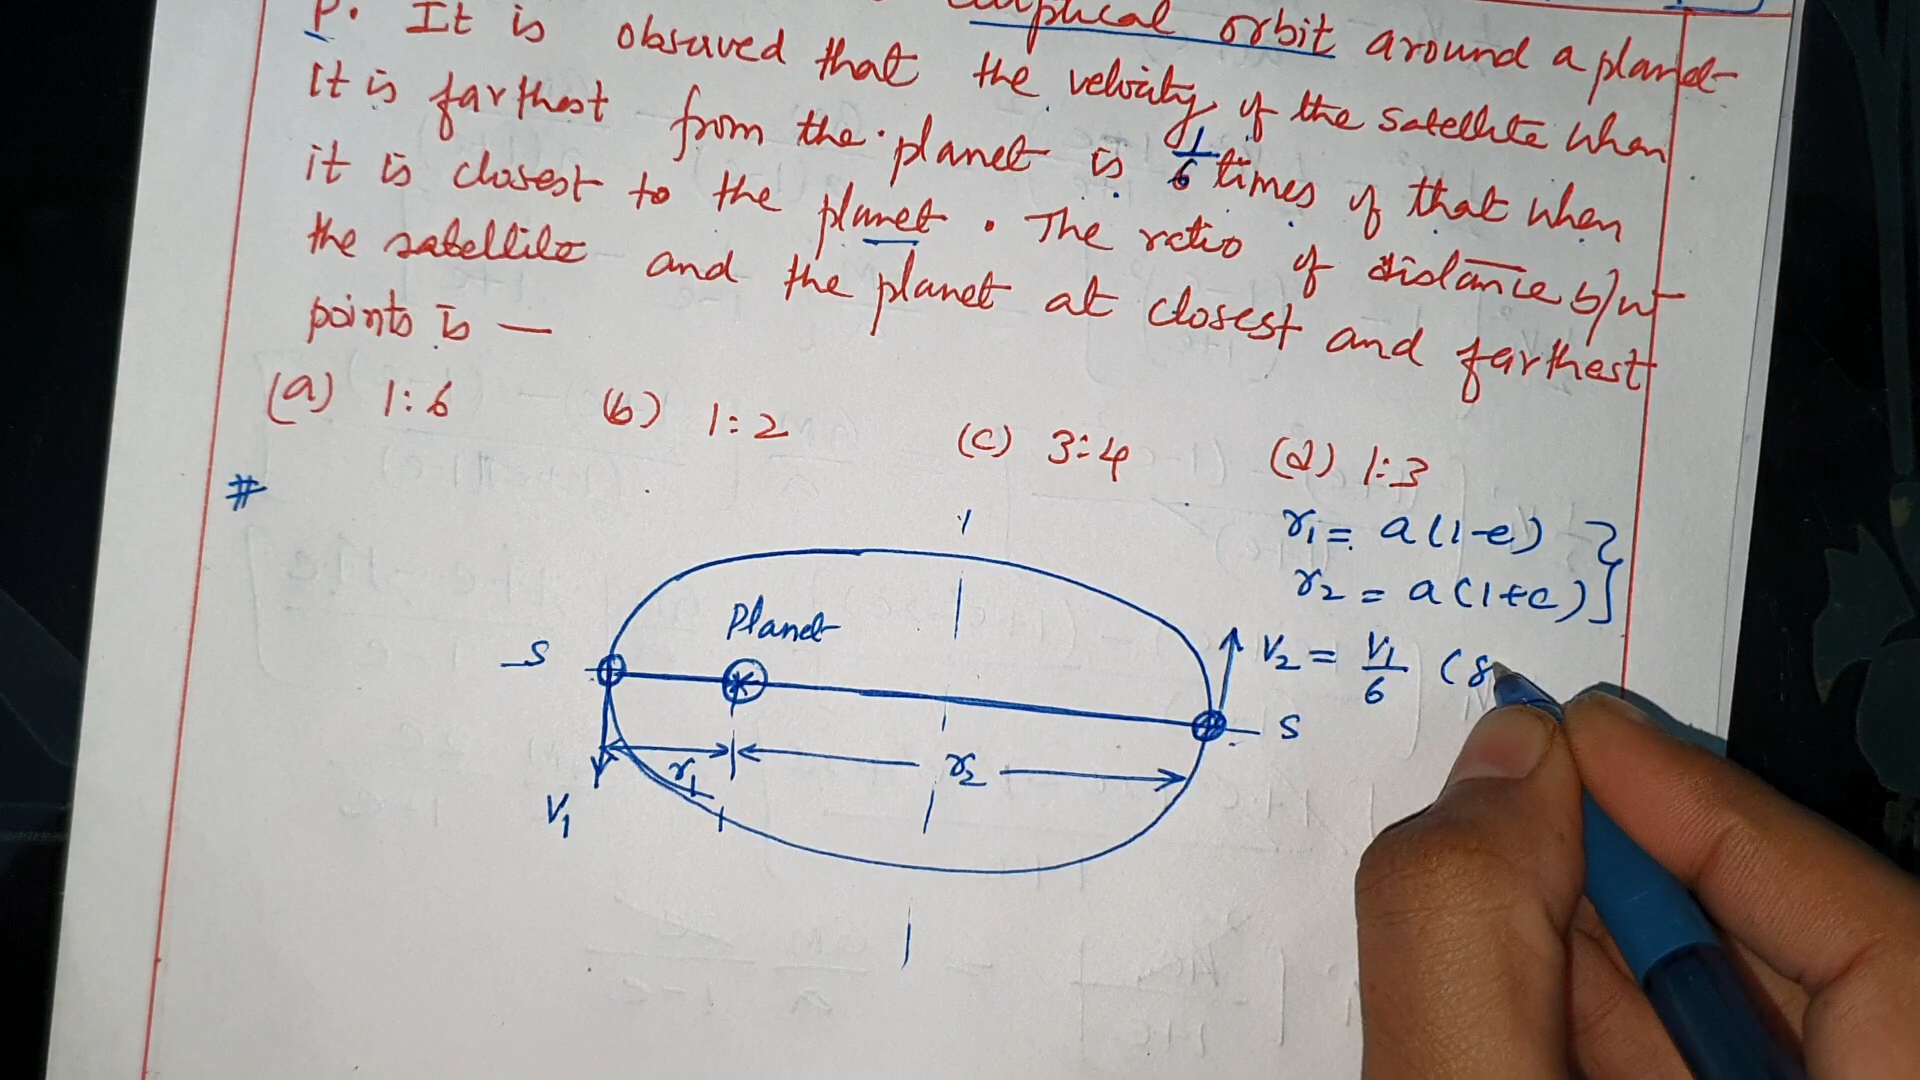 P. It is observed that the velocity of the satellite when
orbit around a planet
it is farthest from the planet is 1/6 times of that when
it is closest to the planet. The ratio of distance b/w
the satellite and the planet at closest and farthest
points is —
(a) 1:6 (b) 1:2 (c) 3:4 (d) 1:3
#
r1 = a(1-e) }
r2 = a(1+e) }
Planet
S
V2 = V1/6 (8
S
r1
r2
V1